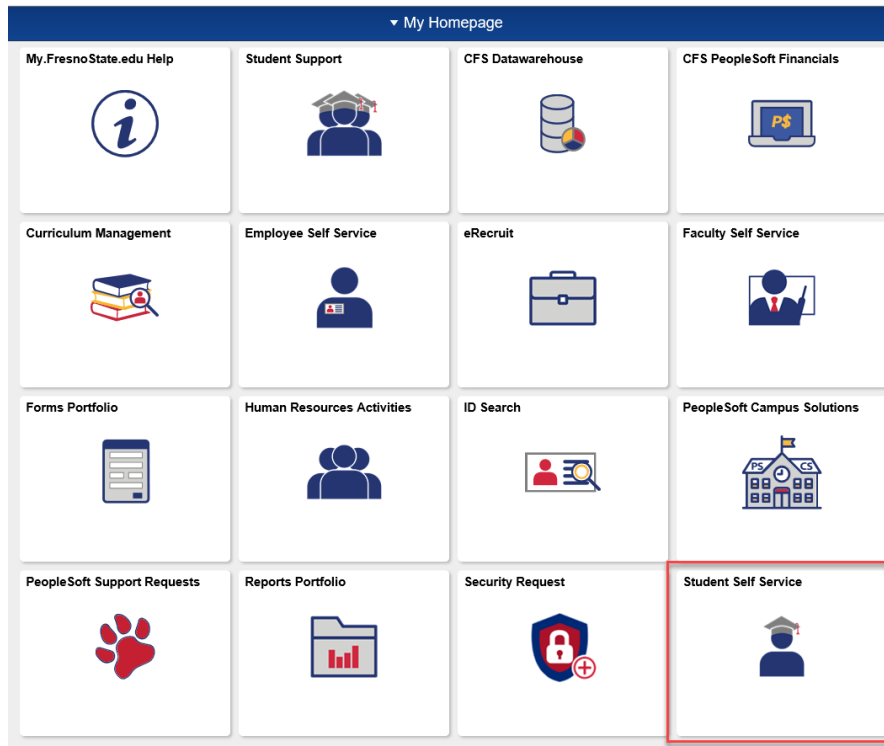 ▾ My Homepage
My.FresnoState.edu Help
Student Support
CFS Datawarehouse
CFS PeopleSoft Financials
P$
Curriculum Management
Employee Self Service
eRecruit
Faculty Self Service
Forms Portfolio
Human Resources Activities
ID Search
PeopleSoft Campus Solutions
PS CS
PeopleSoft Support Requests
Reports Portfolio
Security Request
Student Self Service